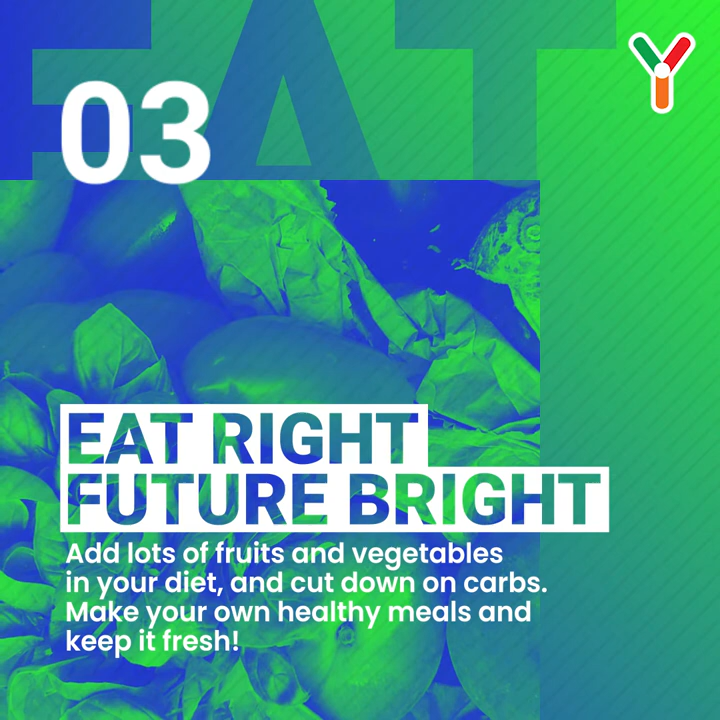 EAT
03
EAT RIGHT
FUTURE BRIGHT
Add lots of fruits and vegetables
in your diet, and cut down on carbs.
Make your own healthy meals and
keep it fresh!